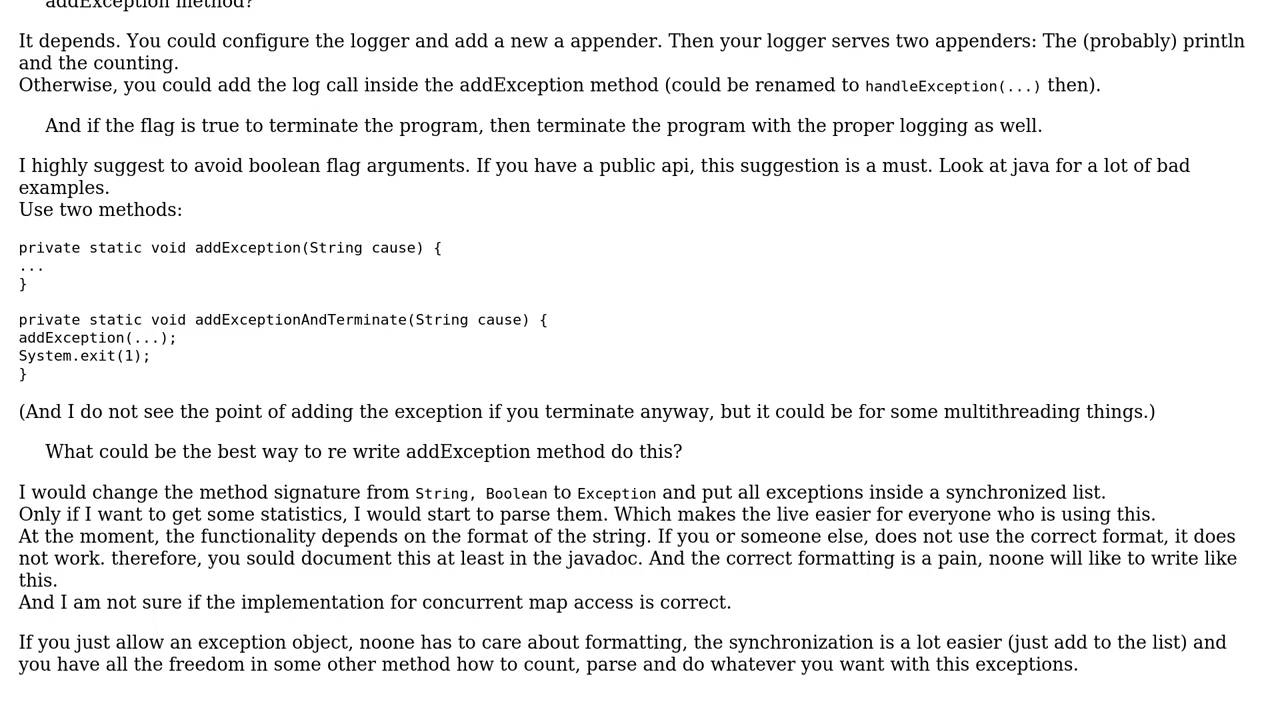 addException method?
It depends. You could configure the logger and add a new a appender. Then your logger serves two appenders: The (probably) println
and the counting.
Otherwise, you could add the log call inside the addException method (could be renamed to handleException(...) then).
And if the flag is true to terminate the program, then terminate the program with the proper logging as well.
I highly suggest to avoid boolean flag arguments. If you have a public api, this suggestion is a must. Look at java for a lot of bad
examples.
Use two methods:
private static void addException(String cause) {
...
}
private static void addExceptionAndTerminate(String cause) {
addException(...);
System.exit(1);
}
(And I do not see the point of adding the exception if you terminate anyway, but it could be for some multithreading things.)
What could be the best way to re write addException method do this?
I would change the method signature from String, Boolean to Exception and put all exceptions inside a synchronized list.
Only if I want to get some statistics, I would start to parse them. Which makes the live easier for everyone who is using this.
At the moment, the functionality depends on the format of the string. If you or someone else, does not use the correct format, it does
not work. therefore, you sould document this at least in the javadoc. And the correct formatting is a pain, noone will like to write like
this.
And I am not sure if the implementation for concurrent map access is correct.
If you just allow an exception object, noone has to care about formatting, the synchronization is a lot easier (just add to the list) and
you have all the freedom in some other method how to count, parse and do whatever you want with this exceptions.